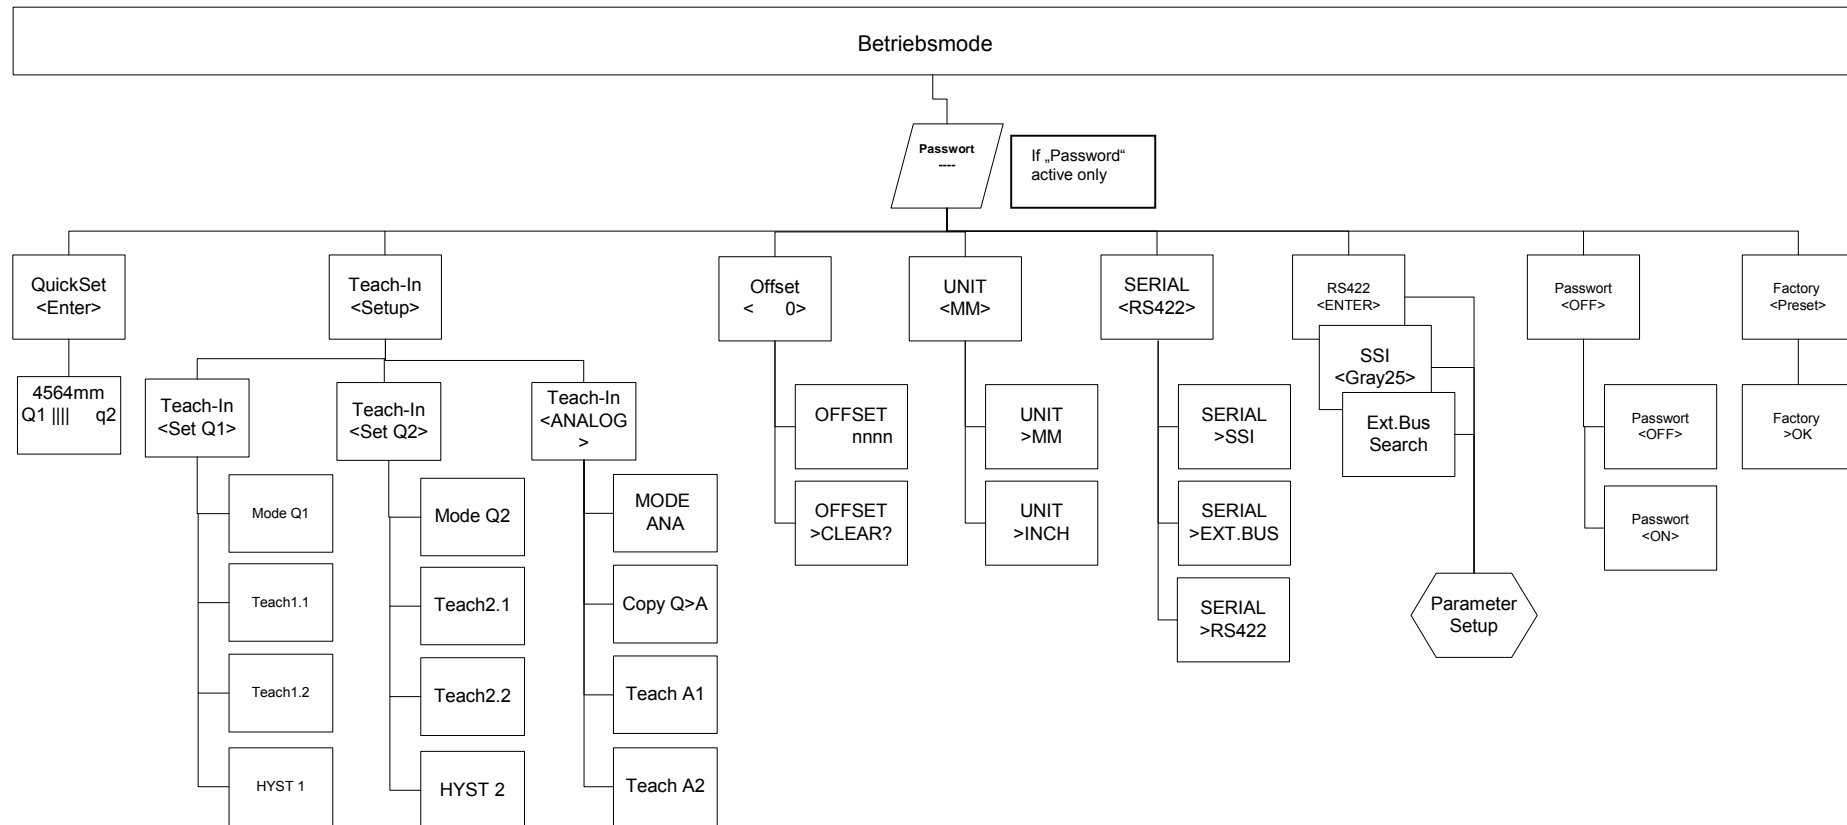 Betriebsmode
Passwort
----
If „Password“
active only
QuickSet
<Enter>
4564mm
Q1 |||| q2
Teach-In
<Setup>
Teach-In
<Set Q1>
Mode Q1
Teach1.1
Teach1.2
HYST 1
Teach-In
<Set Q2>
Mode Q2
Teach2.1
Teach2.2
HYST 2
Teach-In
<ANALOG
>
MODE
ANA
Copy Q>A
Teach A1
Teach A2
Offset
< 0>
OFFSET
nnnn
OFFSET
>CLEAR?
UNIT
<MM>
UNIT
>MM
UNIT
>INCH
SERIAL
<RS422>
SERIAL
>SSI
SERIAL
>EXT.BUS
SERIAL
>RS422
RS422
<ENTER>
SSI
<Gray25>
Ext.Bus
Search
Parameter
Setup
Passwort
<OFF>
Passwort
<OFF>
Passwort
<ON>
Factory
<Preset>
Factory
>OK